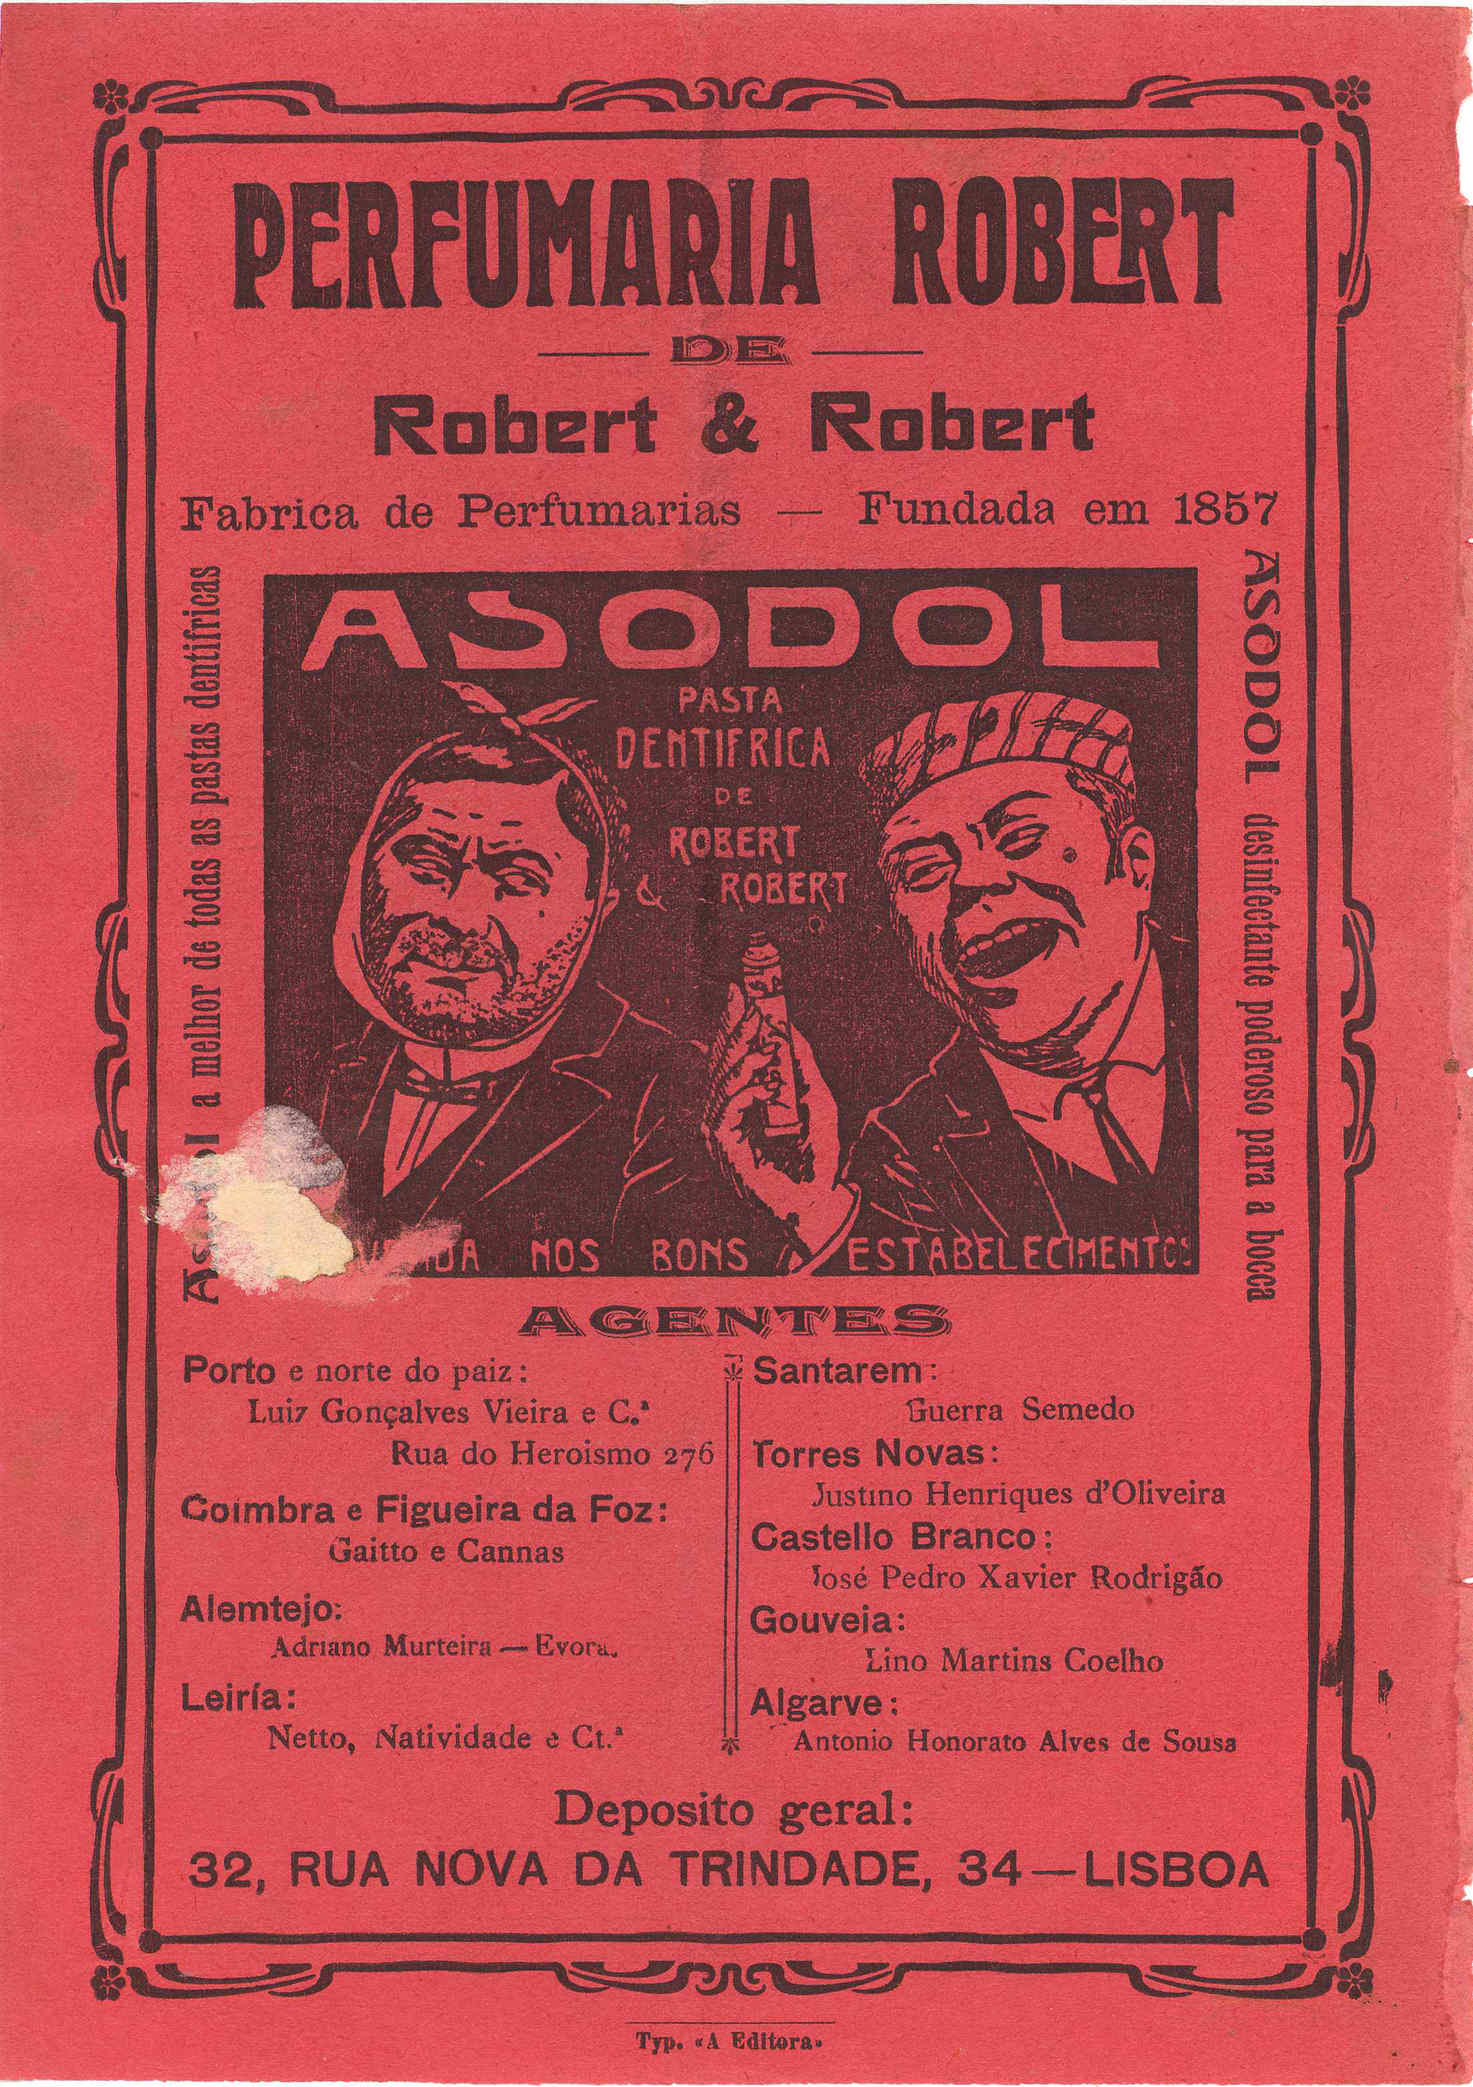 PERFUMARIA ROBERT
DE
Robert & Robert
Fabrica de Perfumarias — Fundada em 1857
a melhor de todas as pastas dentifricas
ASODOL
PASTA
DENTIFRICA
DE
ROBERT
& ROBERT
NOS BONS ESTABELECIMENTOS
ASODOL desinfectante poderoso para a bocca
AGENTES
Porto e norte do paiz:
Luiz Gonçalves Vieira e C.ª
Rua do Heroismo 276
Coimbra e Figueira da Foz:
Gaitto e Cannas
Alemtejo:
Adriano Murteira — Evora.
Leiría:
Netto, Natividade e Ct.ª
Santarem:
Guerra Semedo
Torres Novas:
Justino Henriques d'Oliveira
Castello Branco:
José Pedro Xavier Rodrigão
Gouveia:
Lino Martins Coelho
Algarve:
Antonio Honorato Alves de Sousa
Deposito geral:
32, RUA NOVA DA TRINDADE, 34—LISBOA
Typ. «A Editora»